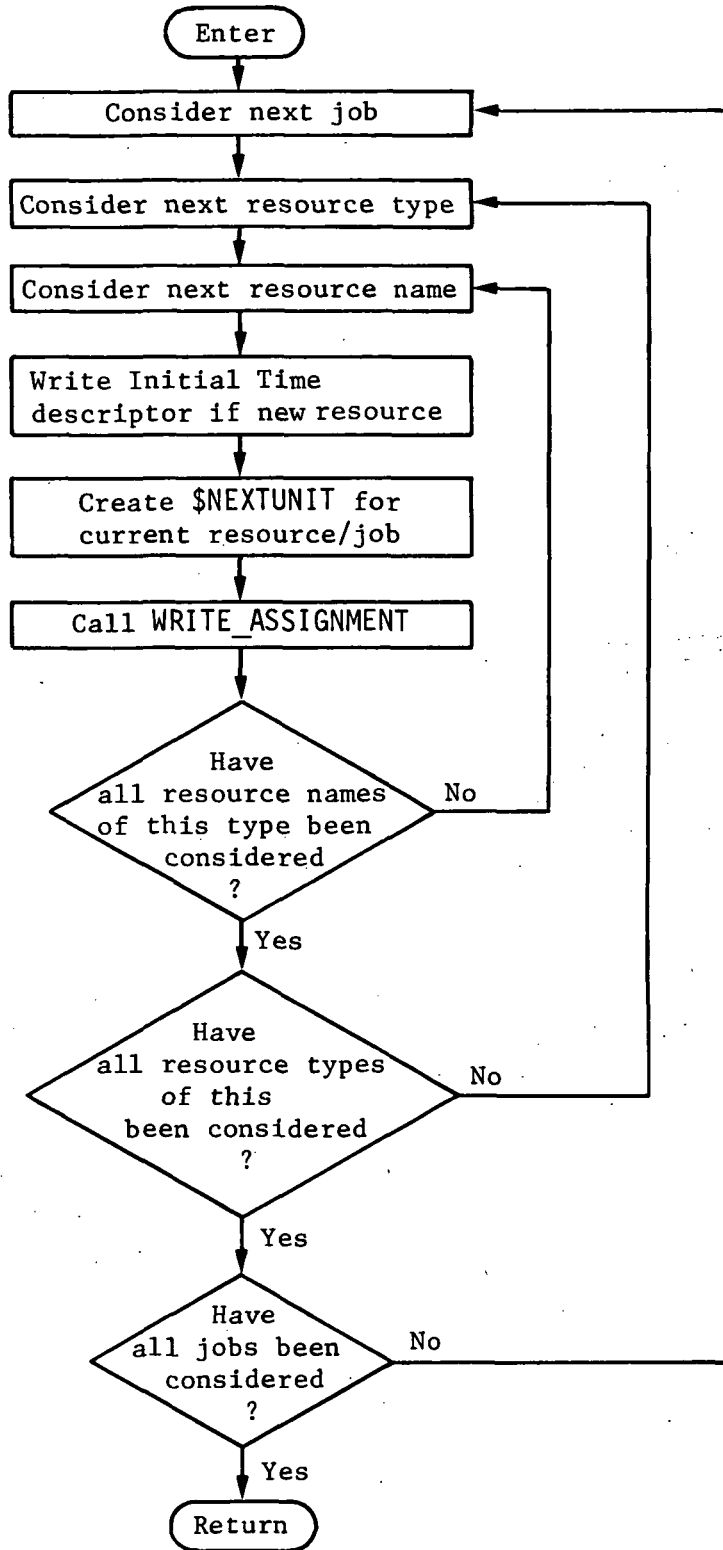 Enter
Consider next job
Consider next resource type
Consider next resource name
Write Initial Time
descriptor if new resource
Create $NEXTUNIT for
current resource/job
Call WRITE_ASSIGNMENT
Have
all resource names
of this type been
considered
?
No
Yes
Have
all resource types
of this
been considered
?
No
Yes
Have
all jobs been
considered
?
No
Yes
Return